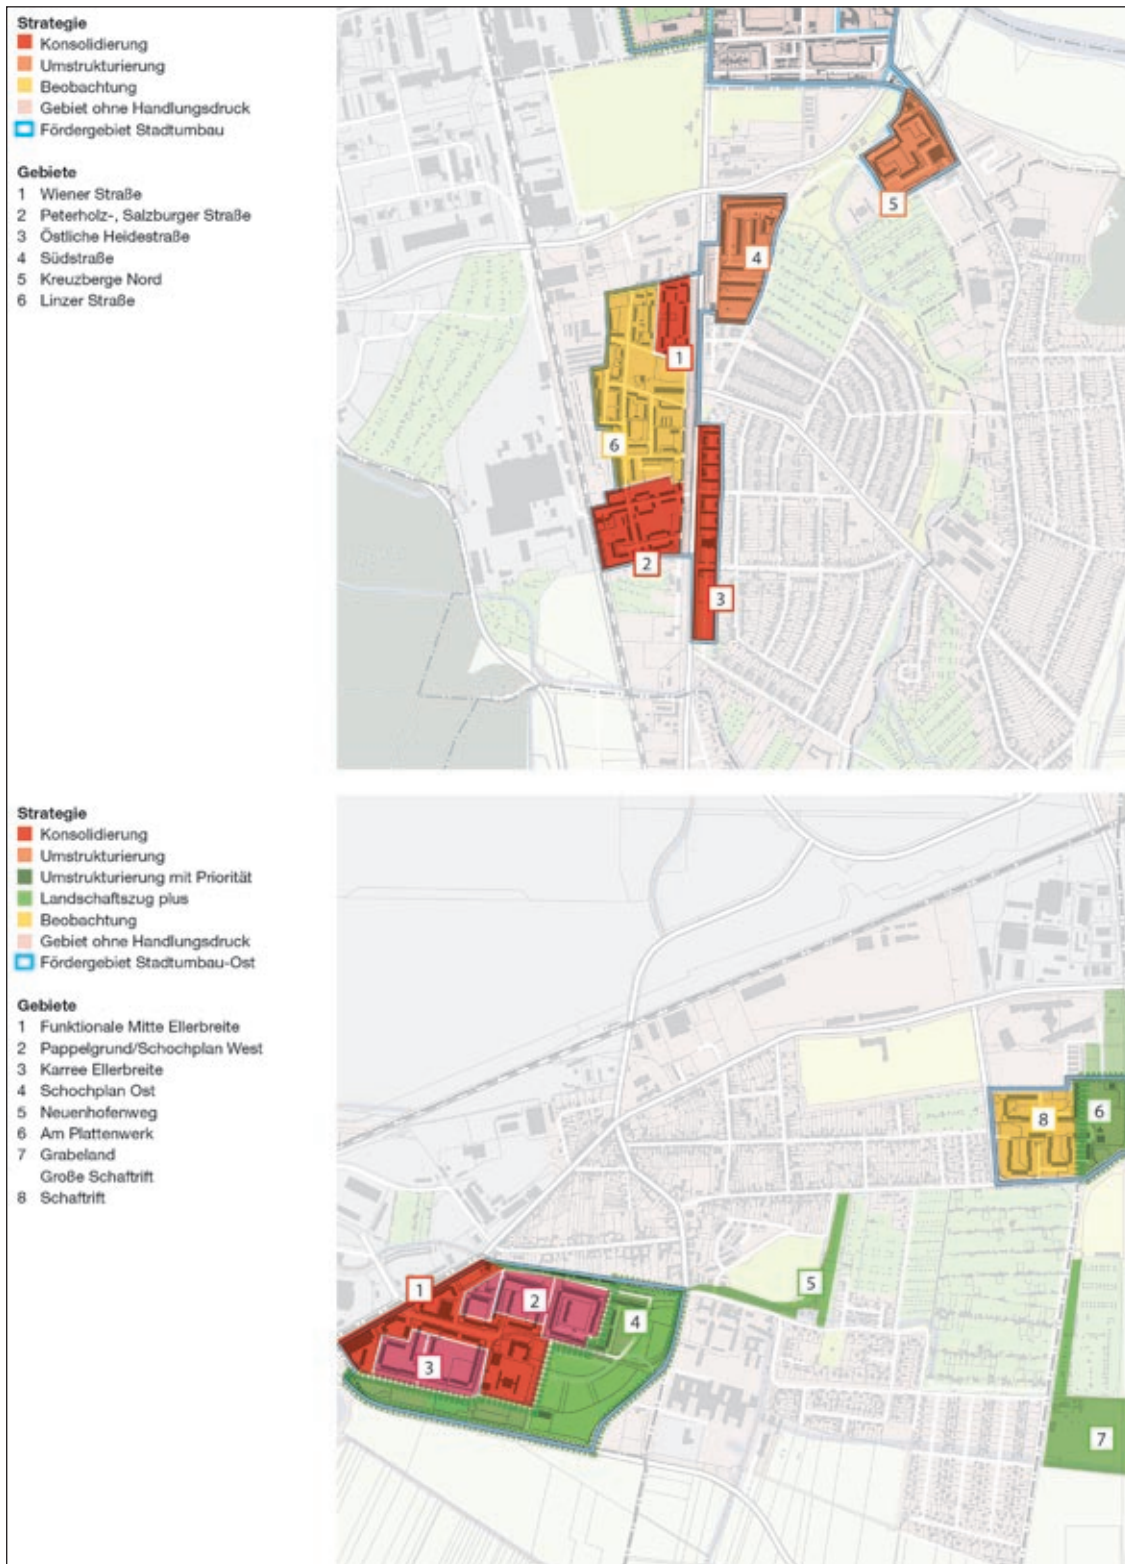 Strategie
Konsolidierung
Umstrukturierung
Beobachtung
Gebiet ohne Handlungsdruck
Fördergebiet Stadtumbau
Gebiete
1 Wiener Straße
2 Peterholz-, Salzburger Straße
3 Östliche Heidestraße
4 Südstraße
5 Kreuzberge Nord
6 Linzer Straße
5
4
1
6
2
3
Strategie
Konsolidierung
Umstrukturierung
Umstrukturierung mit Priorität
Landschaftszug plus
Beobachtung
Gebiet ohne Handlungsdruck
Fördergebiet Stadtumbau-Ost
Gebiete
1 Funktionale Mitte Ellerbreite
2 Pappelgrund/Schochplan West
3 Karree Ellerbreite
4 Schochplan Ost
5 Neuenhofenweg
6 Am Plattenwerk
7 Grabeland
Große Schaftrift
8 Schaftrift
8
6
5
1
2
4
3
7